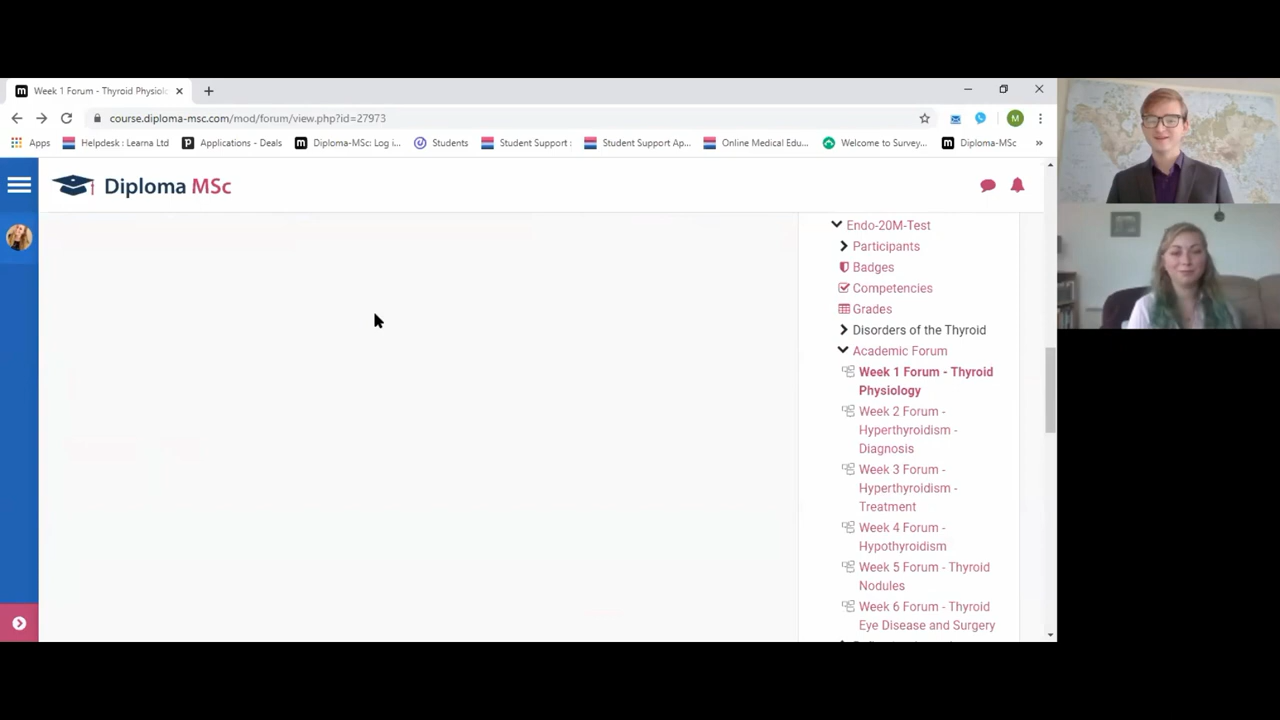 Week 1 Forum - Thyroid Physiolo
course.diploma-msc.com/mod/forum/view.php?id=27973
M
Apps
Helpdesk : Learna Ltd
Applications - Deals
Diploma-MSc: Log i...
Students
Student Support :
Student Support Ap...
Online Medical Edu...
Welcome to Survey...
Diploma-MSc
Diploma MSc
Endo-20M-Test
Participants
Badges
Competencies
Grades
Disorders of the Thyroid
Academic Forum
Week 1 Forum - Thyroid
Physiology
Week 2 Forum -
Hyperthyroidism -
Diagnosis
Week 3 Forum -
Hyperthyroidism -
Treatment
Week 4 Forum -
Hypothyroidism
Week 5 Forum - Thyroid
Nodules
Week 6 Forum - Thyroid
Eye Disease and Surgery